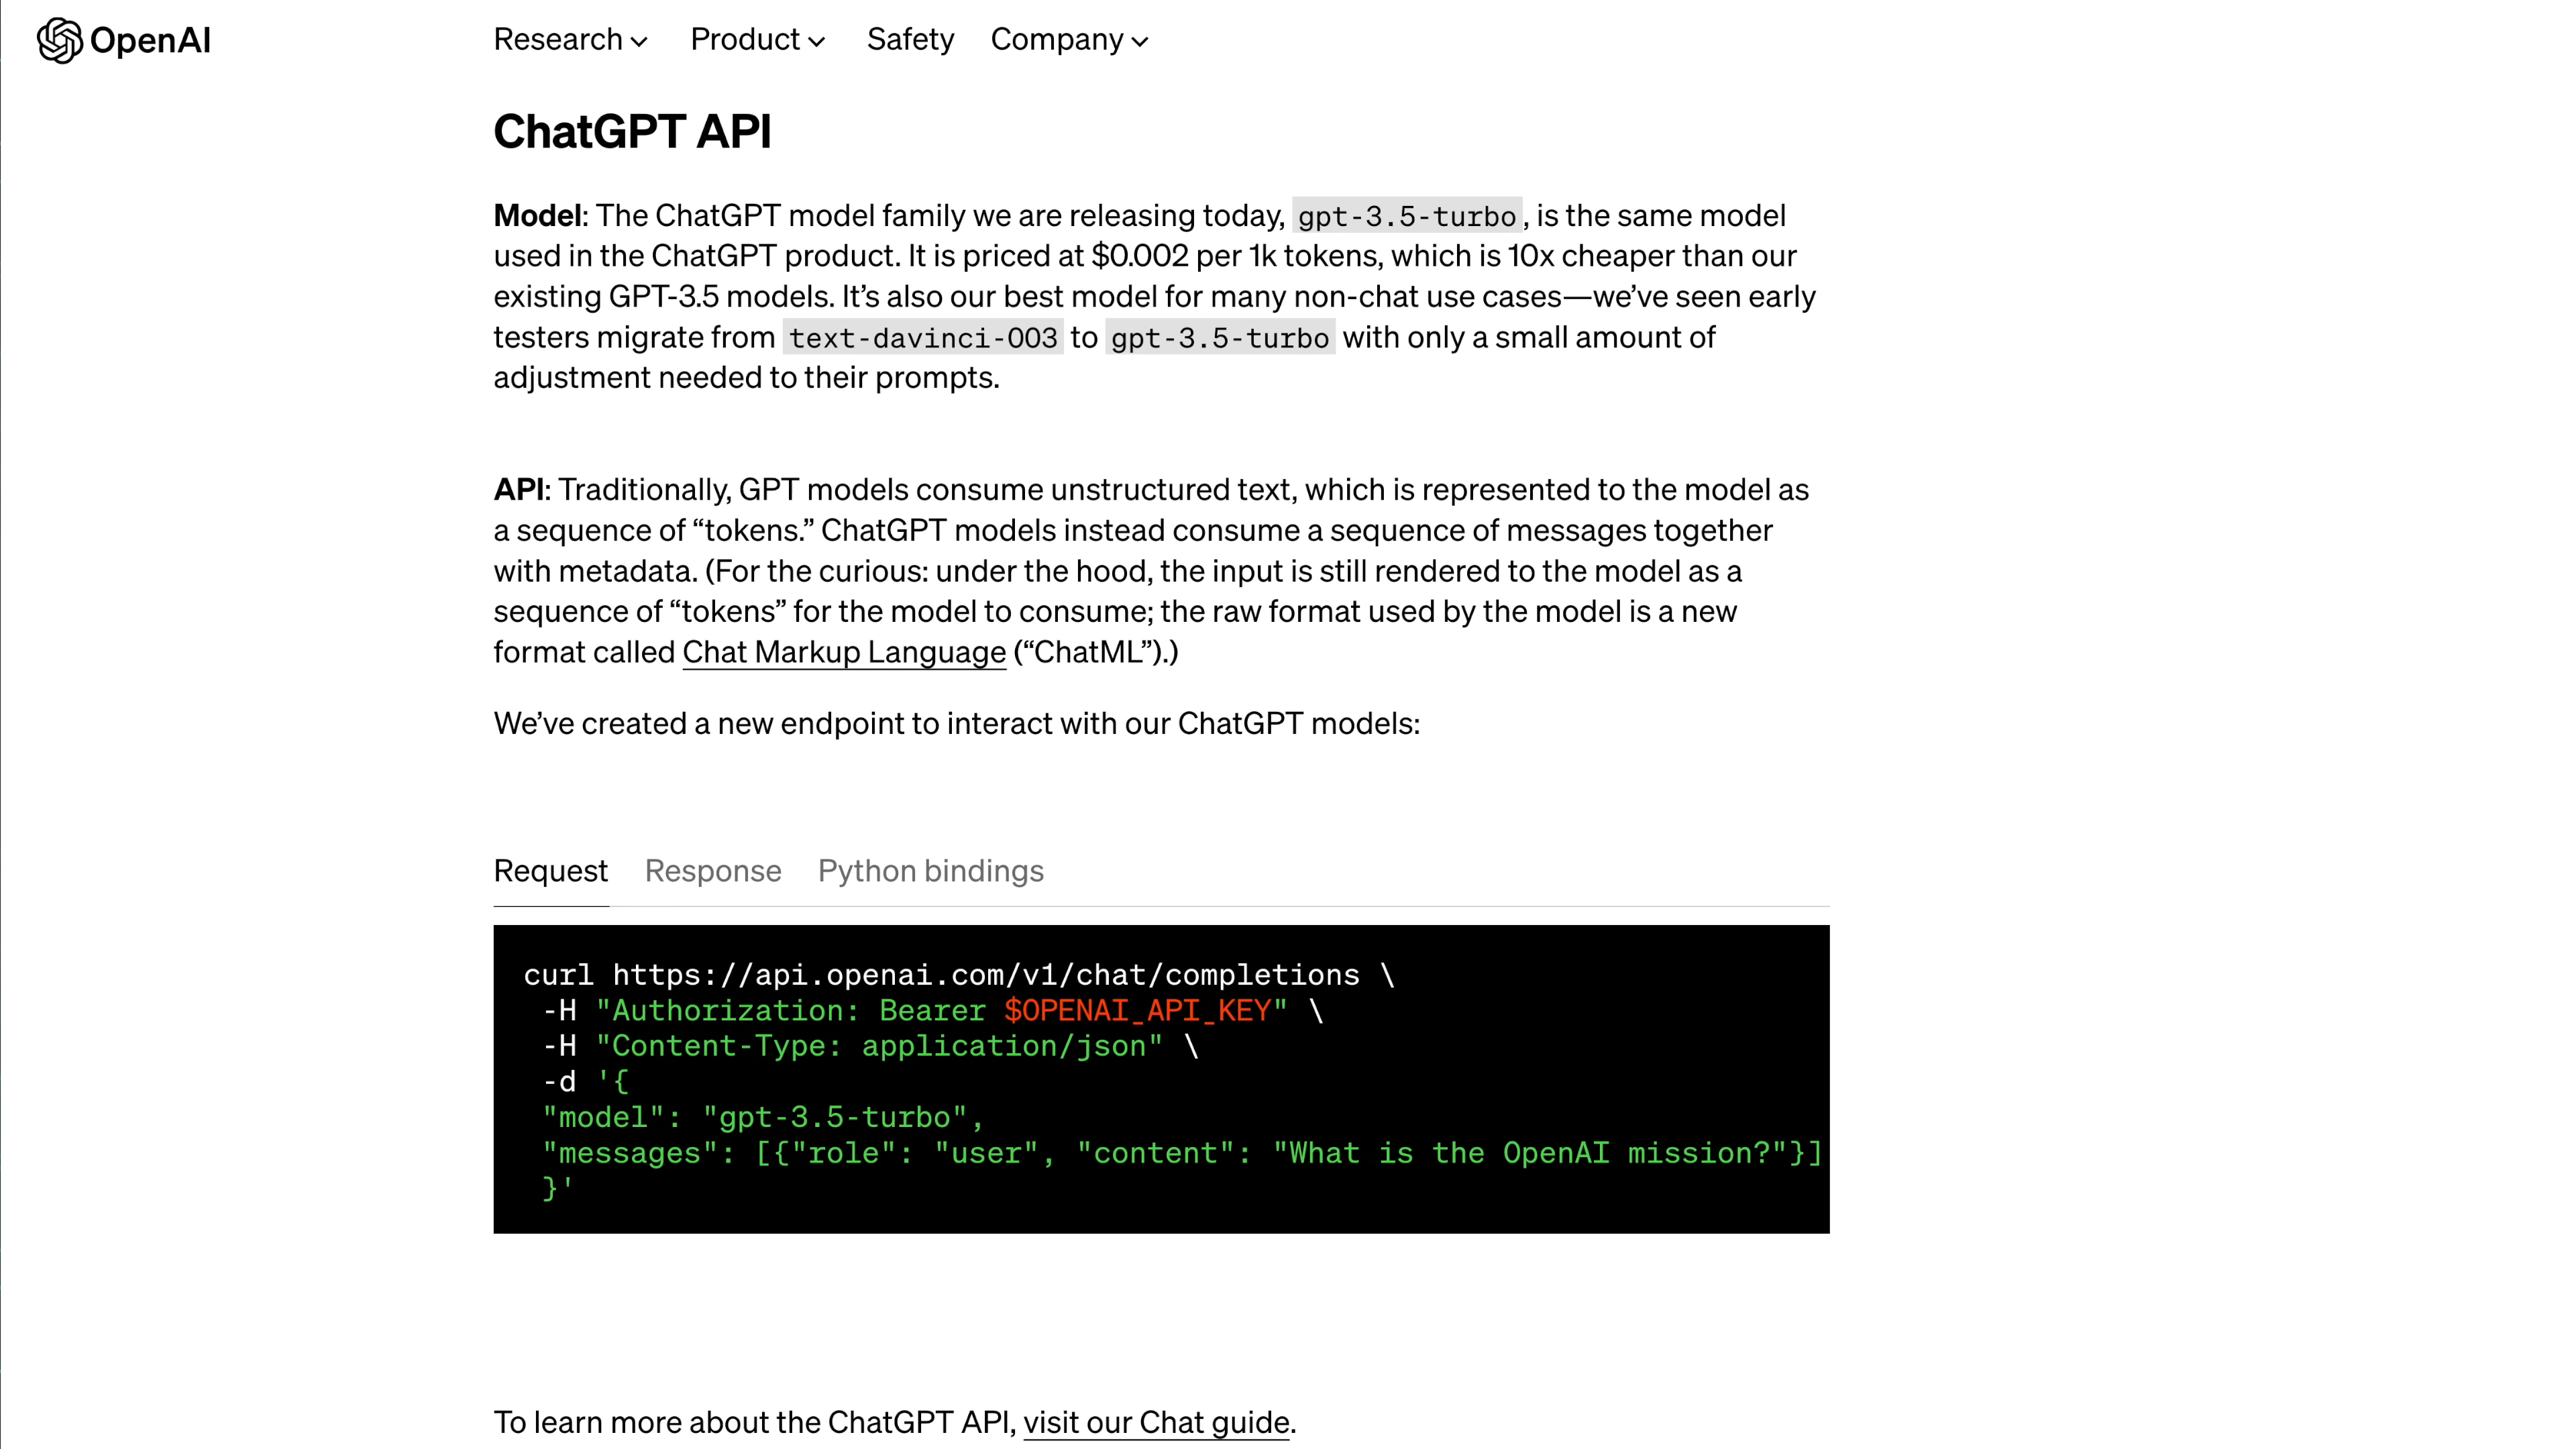 OpenAI
Research Product Safety Company
ChatGPT API
Model: The ChatGPT model family we are releasing today, gpt-3.5-turbo, is the same model
used in the ChatGPT product. It is priced at $0.002 per 1k tokens, which is 10x cheaper than our
existing GPT-3.5 models. It’s also our best model for many non-chat use cases—we’ve seen early
testers migrate from text-davinci-003 to gpt-3.5-turbo with only a small amount of
adjustment needed to their prompts.
API: Traditionally, GPT models consume unstructured text, which is represented to the model as
a sequence of “tokens.” ChatGPT models instead consume a sequence of messages together
with metadata. (For the curious: under the hood, the input is still rendered to the model as a
sequence of “tokens” for the model to consume; the raw format used by the model is a new
format called Chat Markup Language (“ChatML”).)
We’ve created a new endpoint to interact with our ChatGPT models:
Request Response Python bindings
curl https://api.openai.com/v1/chat/completions \
-H "Authorization: Bearer $OPENAI_API_KEY" \
-H "Content-Type: application/json" \
-d '{
"model": "gpt-3.5-turbo",
"messages": [{"role": "user", "content": "What is the OpenAI mission?"}]
}'
To learn more about the ChatGPT API, visit our Chat guide.